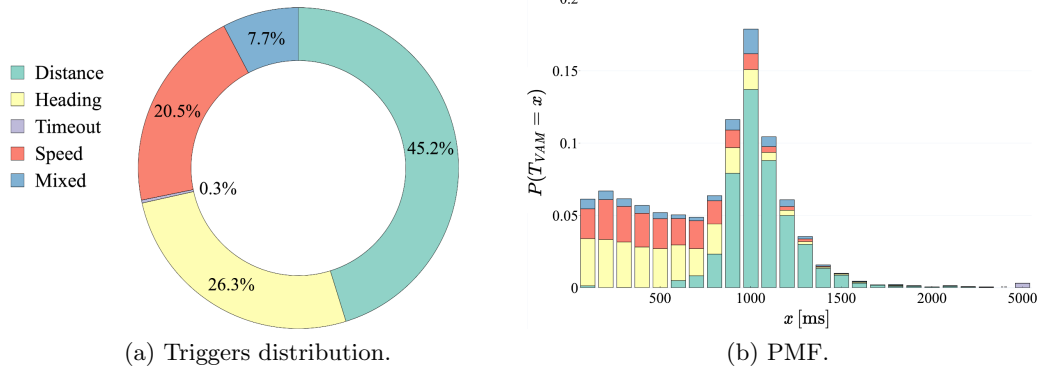 Distance
Heading
Timeout
Speed
Mixed
7.7%
20.5%
45.2%
0.3%
26.3%
(a) Triggers distribution.
0.2
0.15
0.1
0.05
0
P(T_VAM = x)
500 1000 1500 2000 5000
x [ms]
(b) PMF.